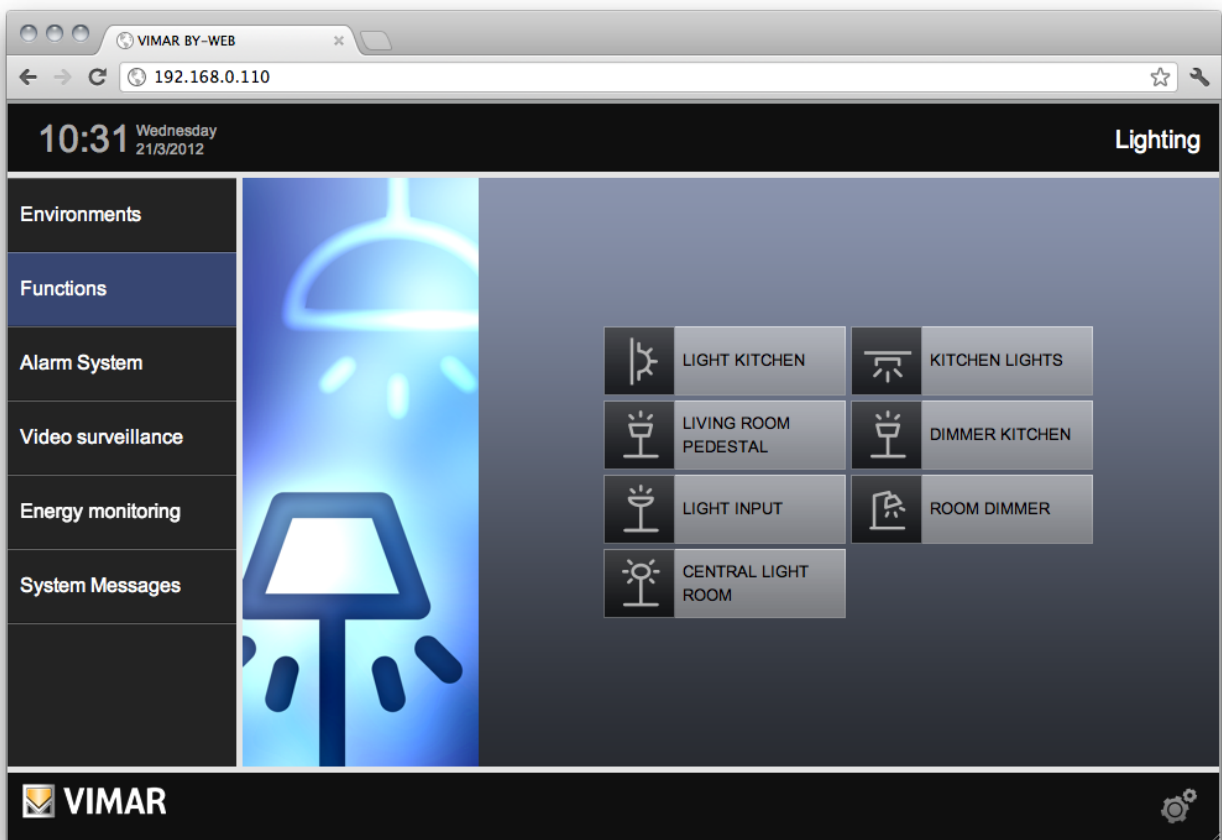 VIMAR BY-WEB
192.168.0.110
10:31
Wednesday
21/3/2012
Lighting
Environments
Functions
Alarm System
Video surveillance
Energy monitoring
System Messages
LIGHT KITCHEN
KITCHEN LIGHTS
LIVING ROOM
PEDESTAL
DIMMER KITCHEN
LIGHT INPUT
ROOM DIMMER
CENTRAL LIGHT
ROOM
VIMAR